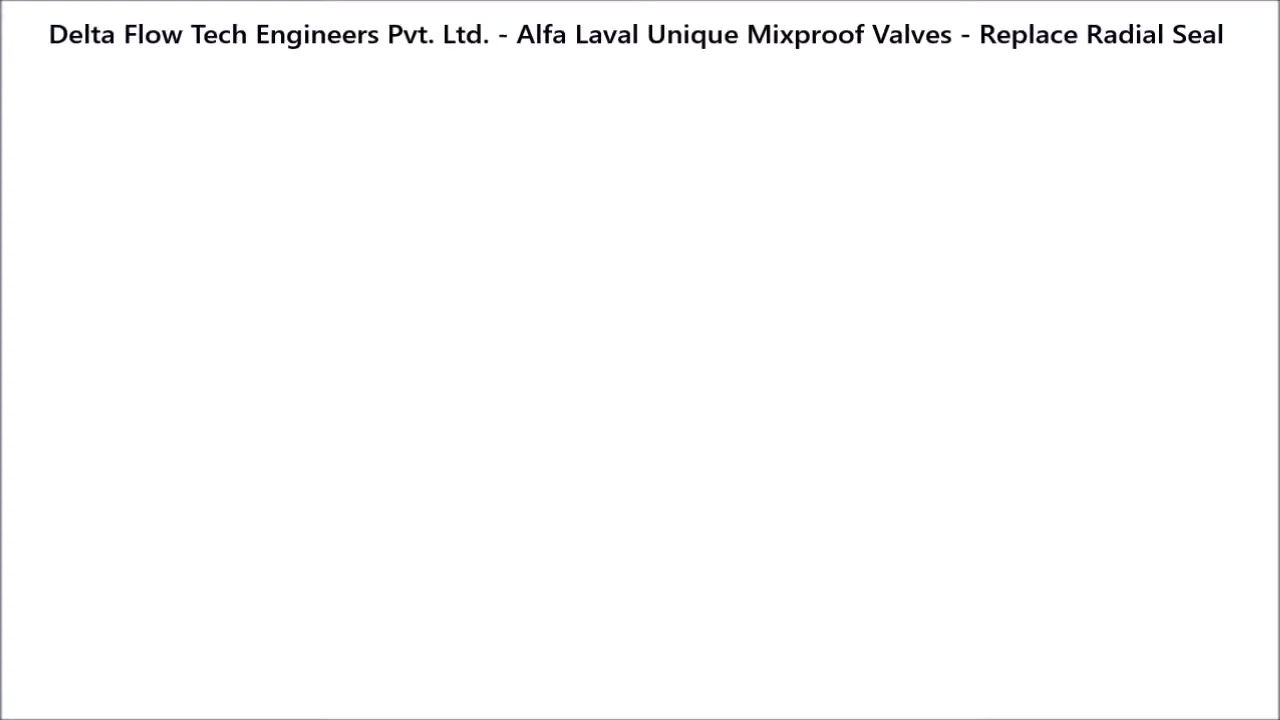 Delta Flow Tech Engineers Pvt. Ltd. - Alfa Laval Unique Mixproof Valves - Replace Radial Seal